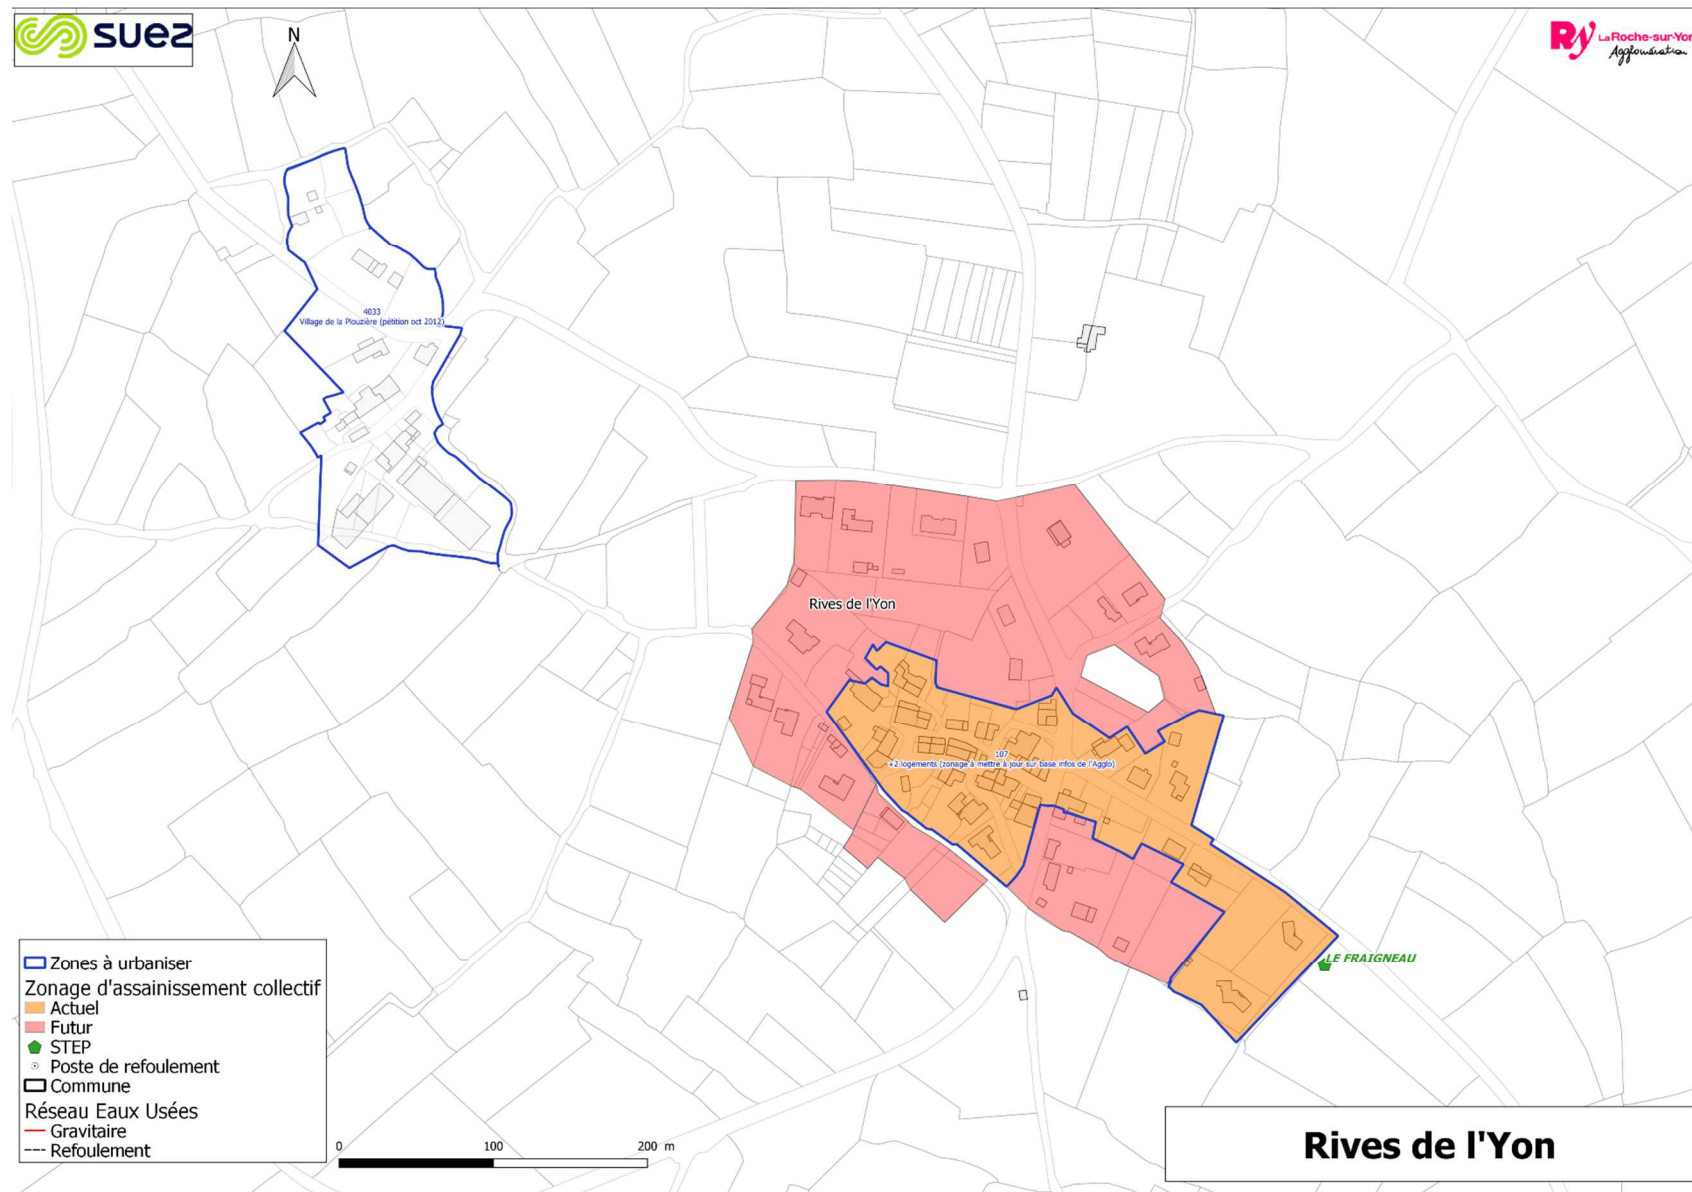 suez
N
Ry La Roche-sur-Yon
Agglomération
4033
Village de la Plouzière (pétition oct 2012)
Rives de l'Yon
107
+2 logements (zonage à mettre à jour sur base infos de l'Agglo)
LE FRAIGNEAU
Zones à urbaniser
Zonage d'assainissement collectif
Actuel
Futur
STEP
Poste de refoulement
Commune
Réseau Eaux Usées
Gravitaire
Refoulement
0 100 200 m
Rives de l'Yon